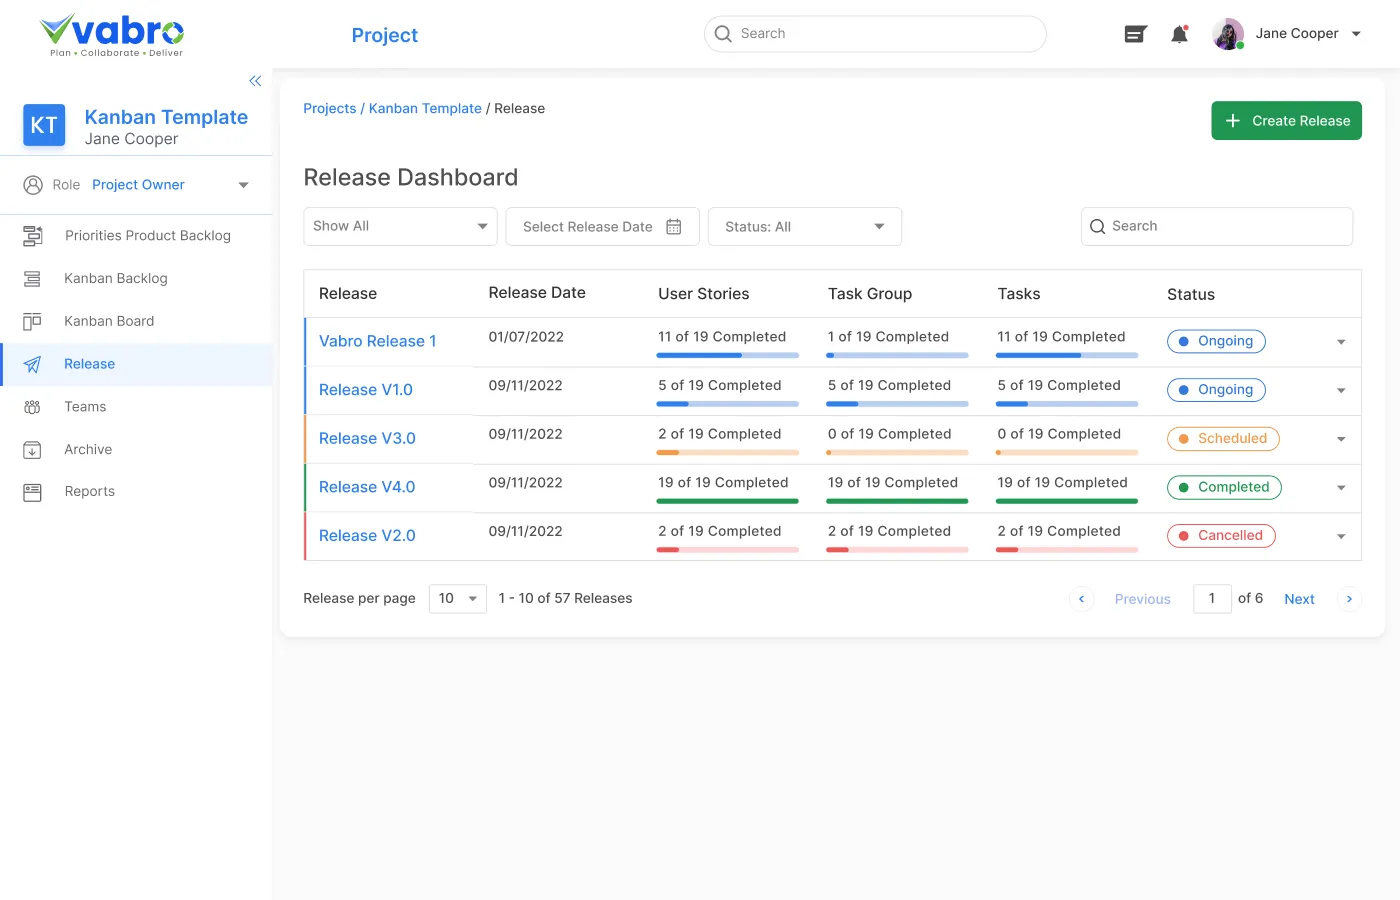 vabro
Plan • Collaborate • Deliver
Project
Search
Jane Cooper
KT
Kanban Template
Jane Cooper
Role Project Owner
Priorities Product Backlog
Kanban Backlog
Kanban Board
Release
Teams
Archive
Reports
Projects / Kanban Template / Release
+ Create Release
Release Dashboard
Show All Select Release Date Status: All Search
Release Release Date User Stories Task Group Tasks Status
Vabro Release 1 01/07/2022 11 of 19 Completed 1 of 19 Completed 11 of 19 Completed Ongoing
Release V1.0 09/11/2022 5 of 19 Completed 5 of 19 Completed 5 of 19 Completed Ongoing
Release V3.0 09/11/2022 2 of 19 Completed 0 of 19 Completed 0 of 19 Completed Scheduled
Release V4.0 09/11/2022 19 of 19 Completed 19 of 19 Completed 19 of 19 Completed Completed
Release V2.0 09/11/2022 2 of 19 Completed 2 of 19 Completed 2 of 19 Completed Cancelled
Release per page 10 1 - 10 of 57 Releases Previous 1 of 6 Next